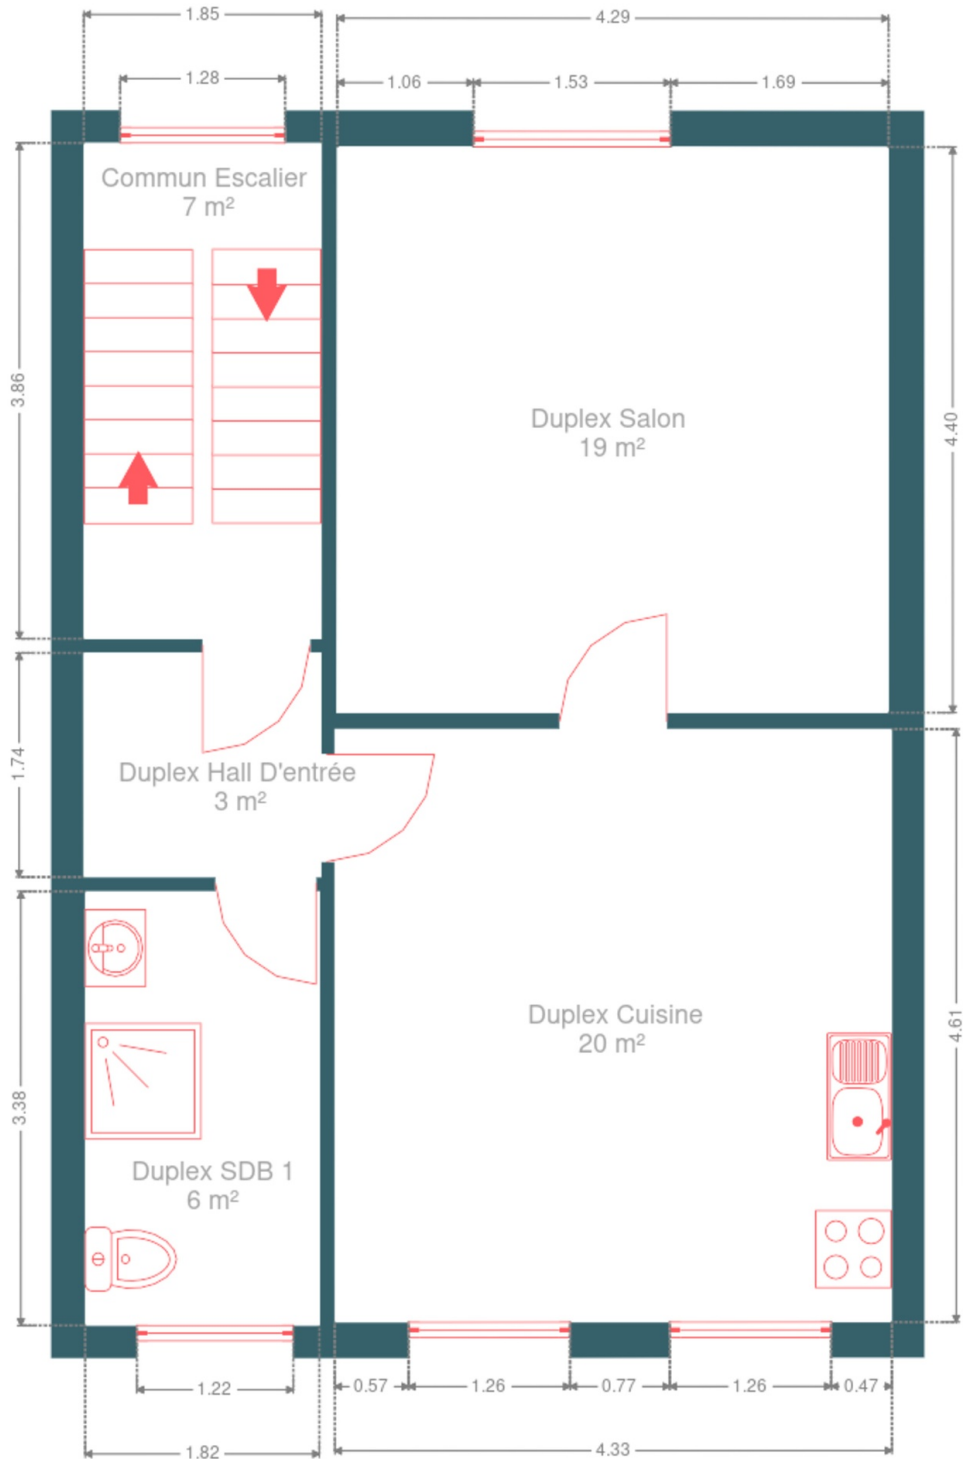 1.85
4.29
1.28
1.06
1.53
1.69
Commun Escalier
7 m²
3.86
Duplex Salon
19 m²
4.40
1.74
Duplex Hall D'entrée
3 m²
Duplex Cuisine
20 m²
4.61
3.38
Duplex SDB 1
6 m²
1.22
0.57
1.26
0.77
1.26
0.47
1.82
4.33